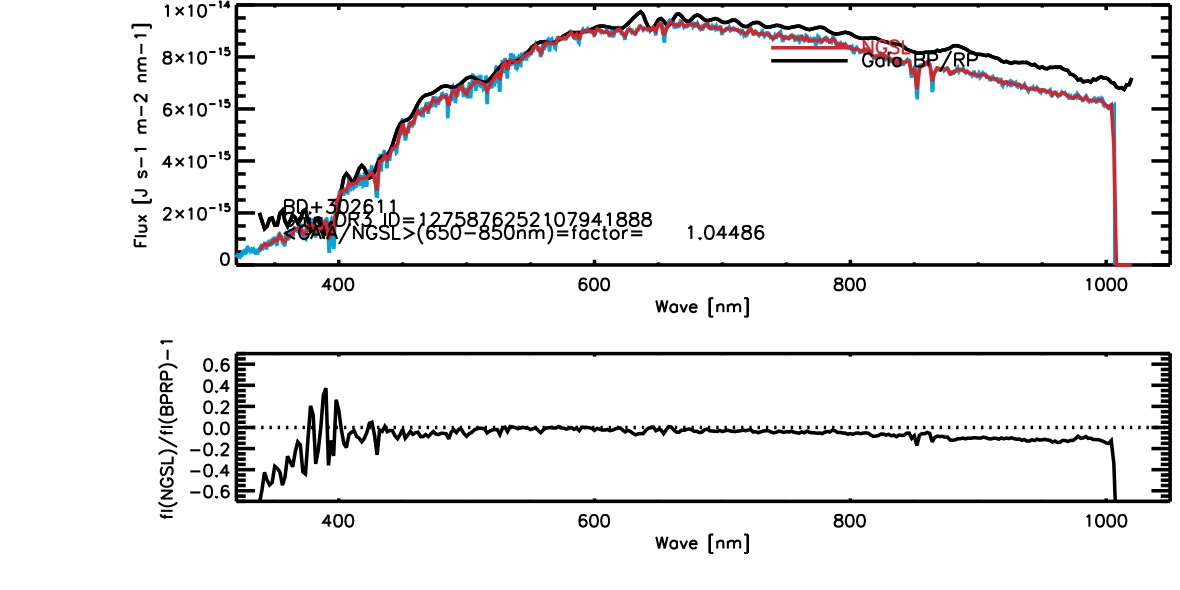 1×10−14
8×10−15
6×10−15
4×10−15
2×10−15
0
Flux [J s−1 m−2 nm−1]
NGSL
Gaia BP/RP
BD+302611
DR3 ID=1275876252107941888
<GAIA/NGSL>(650−850nm)=factor= 1.04486
400 600 800 1000
Wave [nm]
0.6
0.4
0.2
0.0
−0.2
−0.4
−0.6
fl(NGSL)/fl(BPRP)−1
400 600 800 1000
Wave [nm]